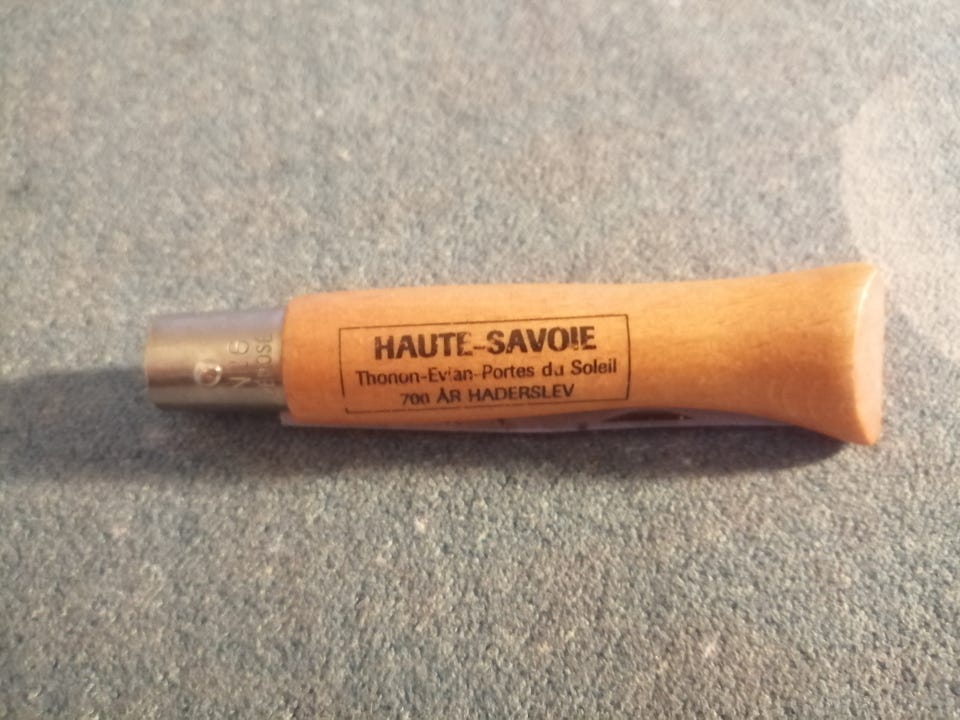 HAUTE-SAVOIE
Thonon-Evian-Portes du Soleil
700 ÅR HADERSLEV